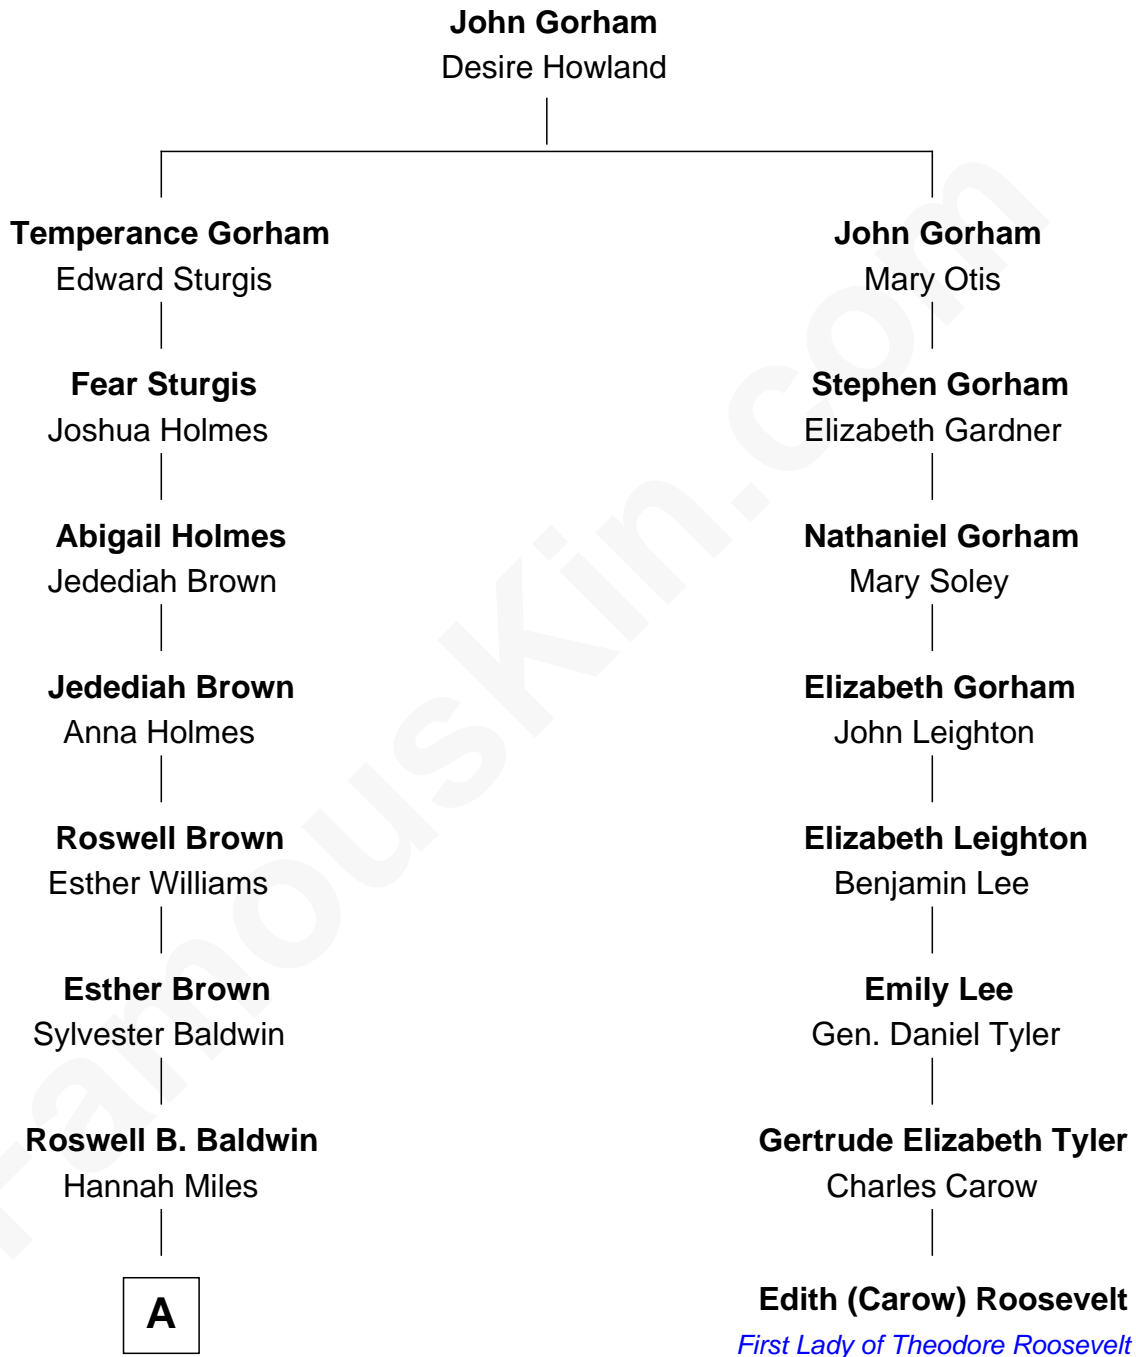 John Gorham
Desire Howland
Temperance Gorham
Edward Sturgis
John Gorham
Mary Otis
Fear Sturgis
Joshua Holmes
Stephen Gorham
Elizabeth Gardner
Abigail Holmes
Jedediah Brown
Nathaniel Gorham
Mary Soley
Jedediah Brown
Anna Holmes
Elizabeth Gorham
John Leighton
Roswell Brown
Esther Williams
Elizabeth Leighton
Benjamin Lee
Esther Brown
Sylvester Baldwin
Emily Lee
Gen. Daniel Tyler
Roswell B. Baldwin
Hannah Miles
Gertrude Elizabeth Tyler
Charles Carow
A
Edith (Carow) Roosevelt
First Lady of Theodore Roosevelt
FamousKin.com